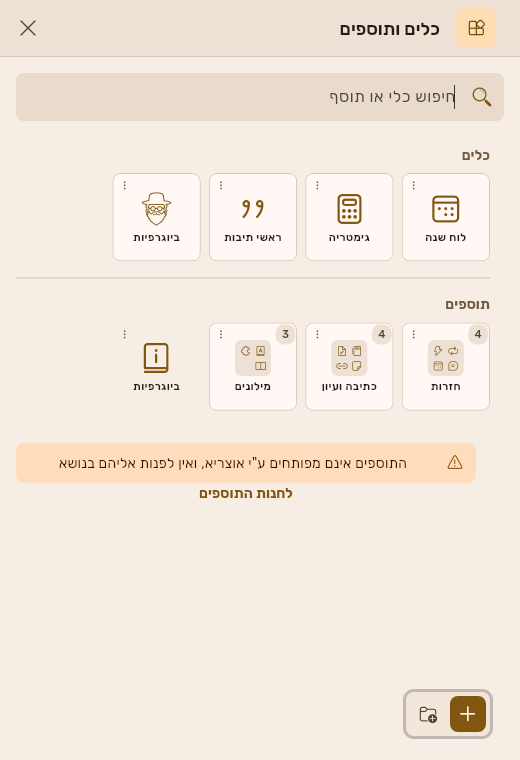 כלים ותוספים
חיפוש כלי או תוסף
כלים
לוח שנה
גימטריה
ראשי תיבות
ביוגרפיות
תוספים
4
4
3
חזרות
כתיבה ועיון
מילונים
ביוגרפיות
התוספים אינם מפותחים ע"י אוצריא, ואין לפנות אליהם בנושא
לחנות התוספים